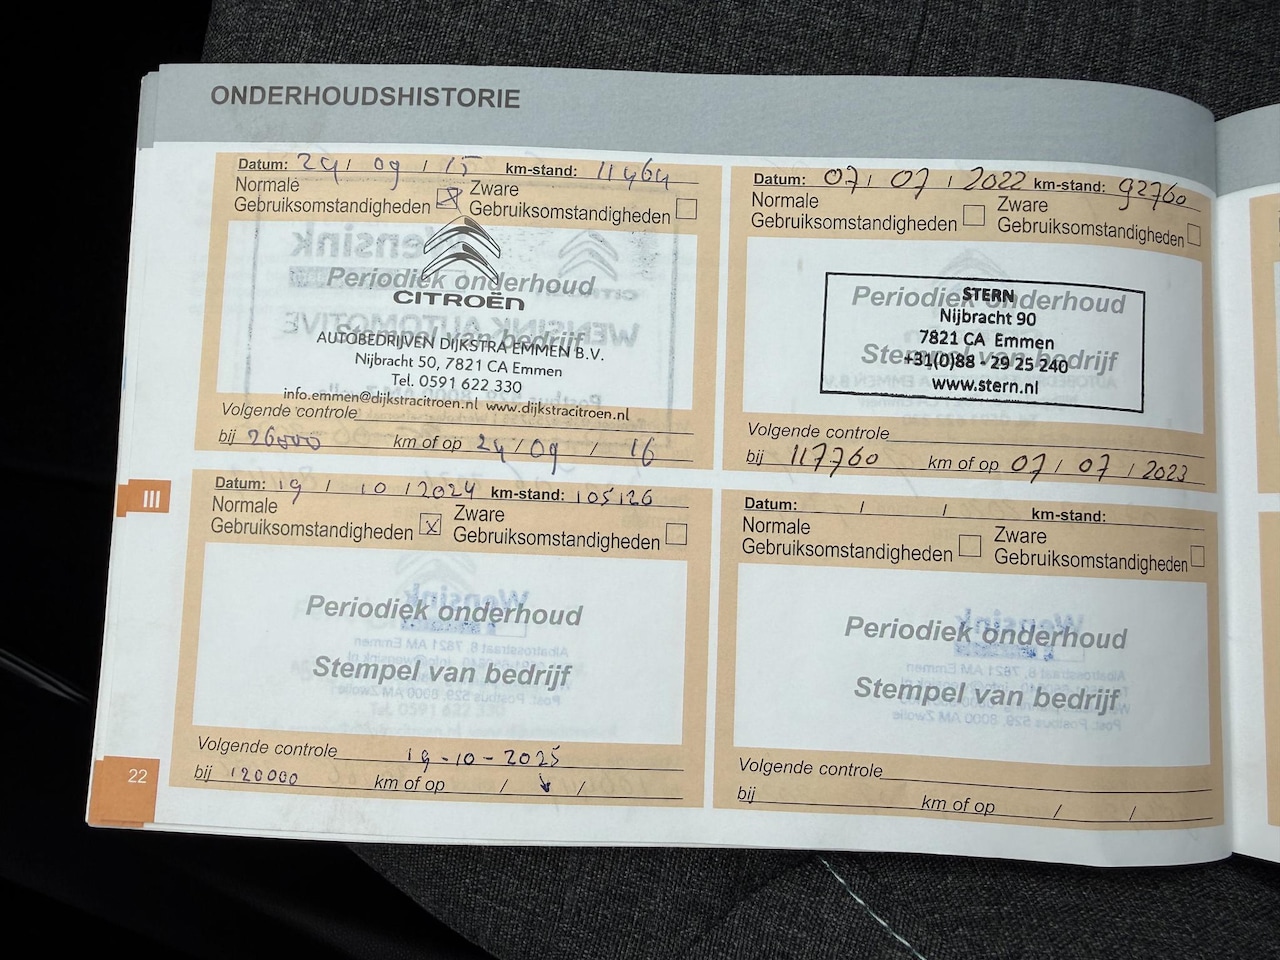 ONDERHOUDSHISTORIE
Datum: 24 / 09 / 15 km-stand: 11464
Normale
Gebruiksomstandigheden
Zware
Gebruiksomstandigheden
Periodiek onderhoud
CITROËN
Stempel van bedrijf
AUTOBEDRIJVEN DIJKSTRA EMMEN B.V.
Nijbracht 50, 7821 CA Emmen
Tel. 0591 622 330
info.emmen@dijkstracitroen.nl www.dijkstracitroen.nl
Volgende controle
bij 26000 km of op 24 / 09 / 16
Datum: 07 / 07 / 2022 km-stand: 92760
Normale
Gebruiksomstandigheden
Zware
Gebruiksomstandigheden
Periodiek onderhoud
STERN
Nijbracht 90
7821 CA Emmen
Stempel van bedrijf
+31(0)88 - 29 25 240
www.stern.nl
Volgende controle
bij 117760 km of op 07 / 07 / 2023
III
Datum: 19 / 10 / 2024 km-stand: 105126
Normale
Gebruiksomstandigheden x
Zware
Gebruiksomstandigheden
Periodiek onderhoud
Stempel van bedrijf
Volgende controle 19-10-2025
bij 120000 km of op / /
Datum: / / km-stand:
Normale
Gebruiksomstandigheden
Zware
Gebruiksomstandigheden
Periodiek onderhoud
Stempel van bedrijf
Volgende controle
bij km of op / /
22